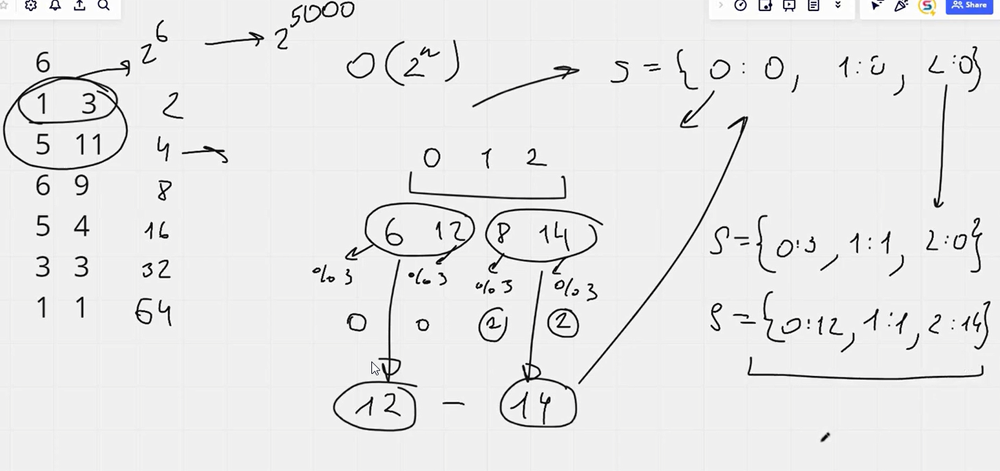 2^6 → 2^5000
O(2^n)
S = { 0 : 0, 1 : 0, 2 : 0}
Share
6
1 3 2
5 11 4
6 9 8
5 4 16
3 3 32
1 1 64
0 1 2
6 12 8 14
%3 %3 %3 %3
0 0 2 2
12 – 14
S={0:3, 1:1, 2:0}
S={0:12, 1:1, 2:14}